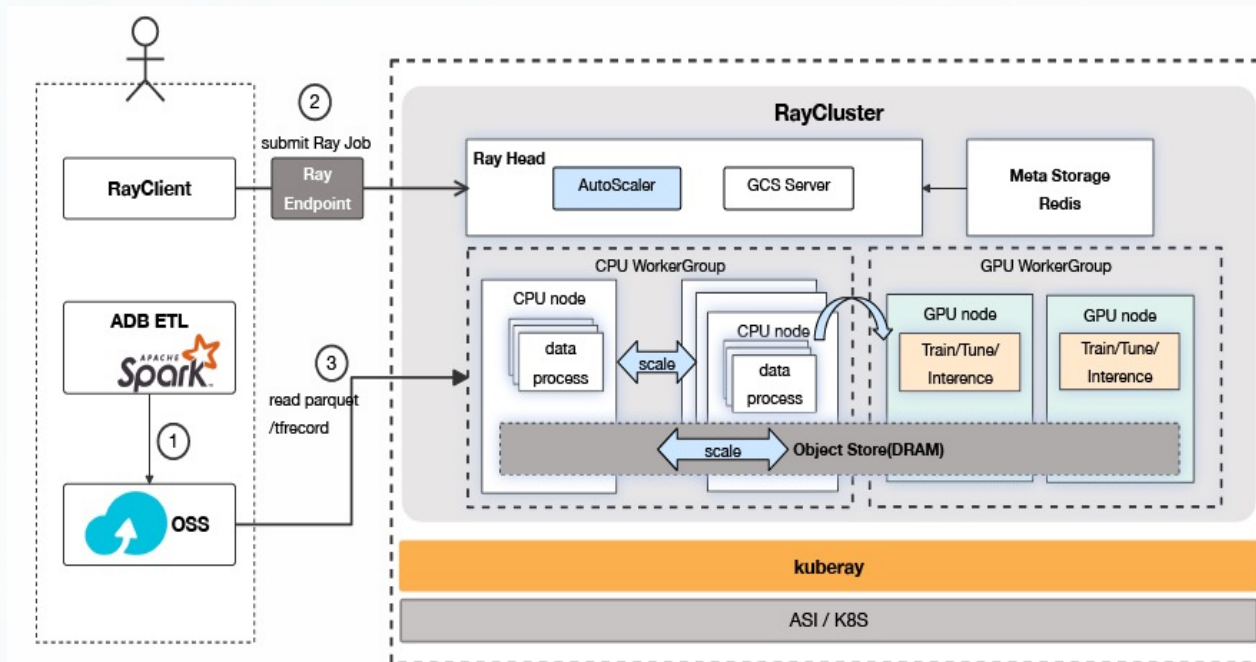 2
submit Ray Job
RayClient
Ray
Endpoint
ADB ETL
APACHE
Spark
TM
1
OSS
3
read parquet
/tfrecord
RayCluster
Ray Head
AutoScaler
GCS Server
Meta Storage
Redis
CPU WorkerGroup
CPU node
data
process
scale
CPU node
data
process
GPU WorkerGroup
GPU node
Train/Tune/
Interence
GPU node
Train/Tune/
Interence
scale
Object Store(DRAM)
kuberay
ASI / K8S